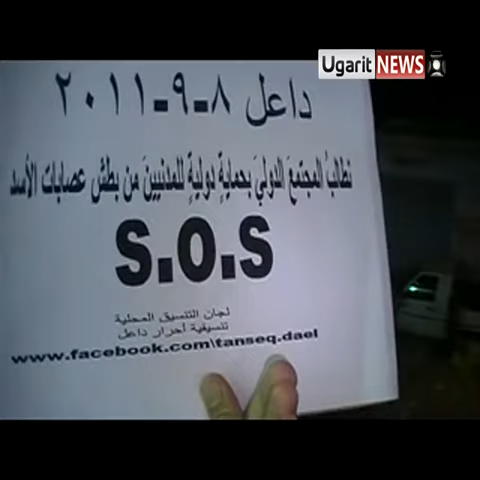 Ugarit NEWS
داعل ٨-٩-٢٠١١
نطالبُ المجتمعَ الدوليَ بحمايةٍ دوليةٍ للمدنيينَ من بطش عصابات الأسد
S.O.S
لجان التنسيق المحلية
تنسيقية أحرار داعل
www.facebook.com\tanseq.dael